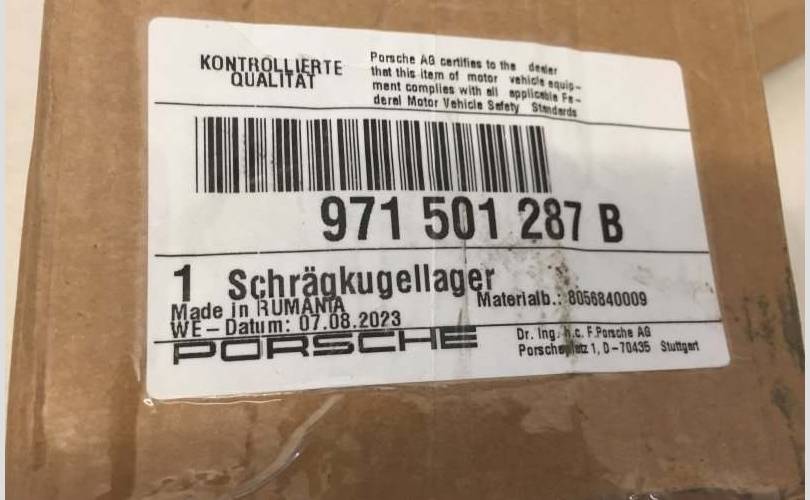 KONTROLLIERTE
QUALITÄT
Porsche AG certifies to the dealer
that this item of motor vehicle equip-
ment complies with all applicable Fe-
deral Motor Vehicle Safety Standards
971 501 287 B
1 Schrägkugellager
Materialb.: 8056840009
Made in RUMÄNIA
WE-Datum: 07.08.2023
PORSCHE
Dr. Ing. h.c. F.Porsche AG
Porscheplatz 1, D-70435 Stuttgart